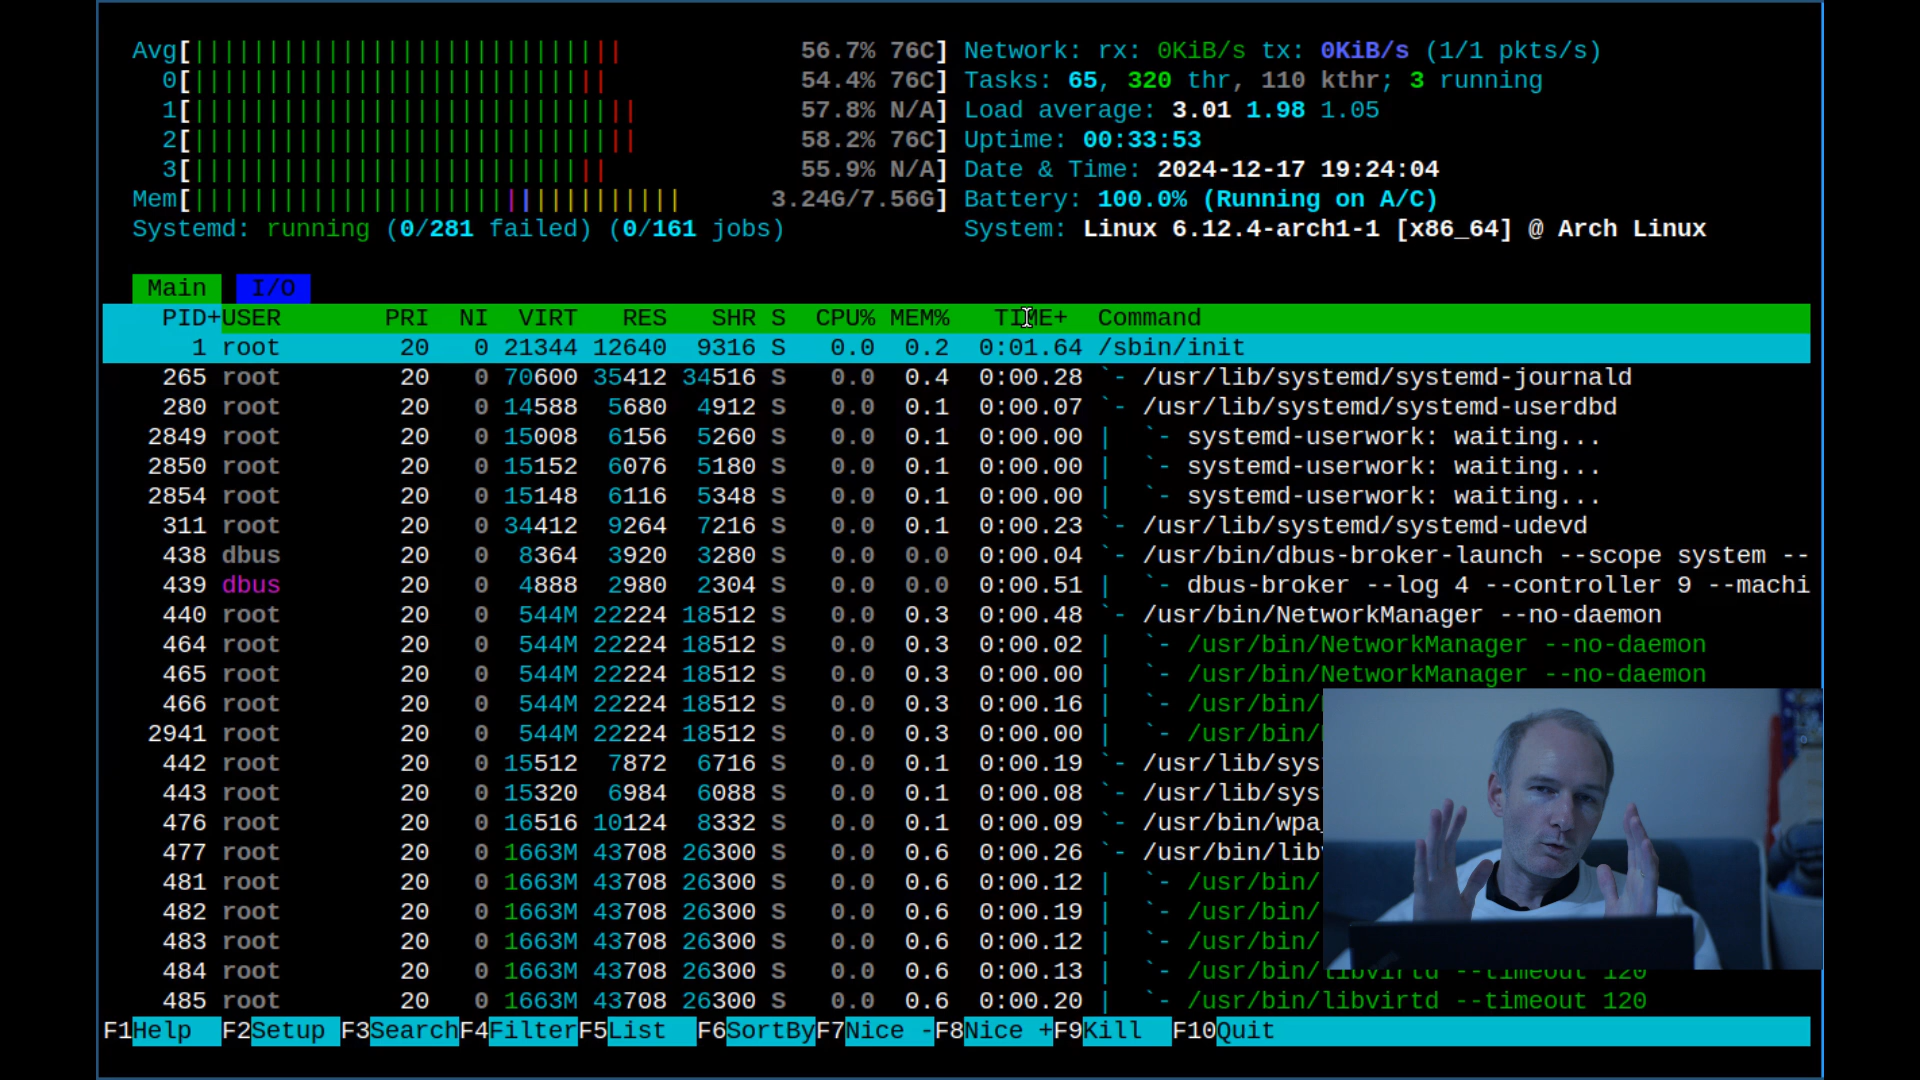 Avg[ 56.7% 76C] Network: rx: 0KiB/s tx: 0KiB/s (1/1 pkts/s)
0[ 54.4% 76C] Tasks: 65, 320 thr, 110 kthr; 3 running
1[ 57.8% N/A] Load average: 3.01 1.98 1.05
2[ 58.2% 76C] Uptime: 00:33:53
3[ 55.9% N/A] Date & Time: 2024-12-17 19:24:04
Mem[ 3.24G/7.56G] Battery: 100.0% (Running on A/C)
Systemd: running (0/281 failed) (0/161 jobs) System: Linux 6.12.4-arch1-1 [x86_64] @ Arch Linux
Main I/O
PID+USER PRI NI VIRT RES SHR S CPU% MEM% TIME+ Command
1 root 20 0 21344 12640 9316 S 0.0 0.2 0:01.64 /sbin/init
265 root 20 0 70600 35412 34516 S 0.0 0.4 0:00.28 `- /usr/lib/systemd/systemd-journald
280 root 20 0 14588 5680 4912 S 0.0 0.1 0:00.07 `- /usr/lib/systemd/systemd-userdbd
2849 root 20 0 15008 6156 5260 S 0.0 0.1 0:00.00 | `- systemd-userwork: waiting...
2850 root 20 0 15152 6076 5180 S 0.0 0.1 0:00.00 | `- systemd-userwork: waiting...
2854 root 20 0 15148 6116 5348 S 0.0 0.1 0:00.00 | `- systemd-userwork: waiting...
311 root 20 0 34412 9264 7216 S 0.0 0.1 0:00.23 `- /usr/lib/systemd/systemd-udevd
438 dbus 20 0 8364 3920 3280 S 0.0 0.0 0:00.04 `- /usr/bin/dbus-broker-launch --scope system --
439 dbus 20 0 4888 2980 2304 S 0.0 0.0 0:00.51 | `- dbus-broker --log 4 --controller 9 --machi
440 root 20 0 544M 22224 18512 S 0.0 0.3 0:00.48 `- /usr/bin/NetworkManager --no-daemon
464 root 20 0 544M 22224 18512 S 0.0 0.3 0:00.02 | `- /usr/bin/NetworkManager --no-daemon
465 root 20 0 544M 22224 18512 S 0.0 0.3 0:00.00 | `- /usr/bin/NetworkManager --no-daemon
466 root 20 0 544M 22224 18512 S 0.0 0.3 0:00.16 | `- /usr/bin/
2941 root 20 0 544M 22224 18512 S 0.0 0.3 0:00.00 | `- /usr/bin/
442 root 20 0 15512 7872 6716 S 0.0 0.1 0:00.19 `- /usr/lib/sys
443 root 20 0 15320 6984 6088 S 0.0 0.1 0:00.08 `- /usr/lib/sys
476 root 20 0 16516 10124 8332 S 0.0 0.1 0:00.09 `- /usr/bin/wpa_
477 root 20 0 1663M 43708 26300 S 0.0 0.6 0:00.26 `- /usr/bin/lib
481 root 20 0 1663M 43708 26300 S 0.0 0.6 0:00.12 | `- /usr/bin/
482 root 20 0 1663M 43708 26300 S 0.0 0.6 0:00.19 | `- /usr/bin/
483 root 20 0 1663M 43708 26300 S 0.0 0.6 0:00.12 | `- /usr/bin/
484 root 20 0 1663M 43708 26300 S 0.0 0.6 0:00.13 | `- /usr/bin/libvirtd --timeout 120
485 root 20 0 1663M 43708 26300 S 0.0 0.6 0:00.20 | `- /usr/bin/libvirtd --timeout 120
F1Help F2Setup F3SearchF4FilterF5List F6SortByF7Nice -F8Nice +F9Kill F10Quit